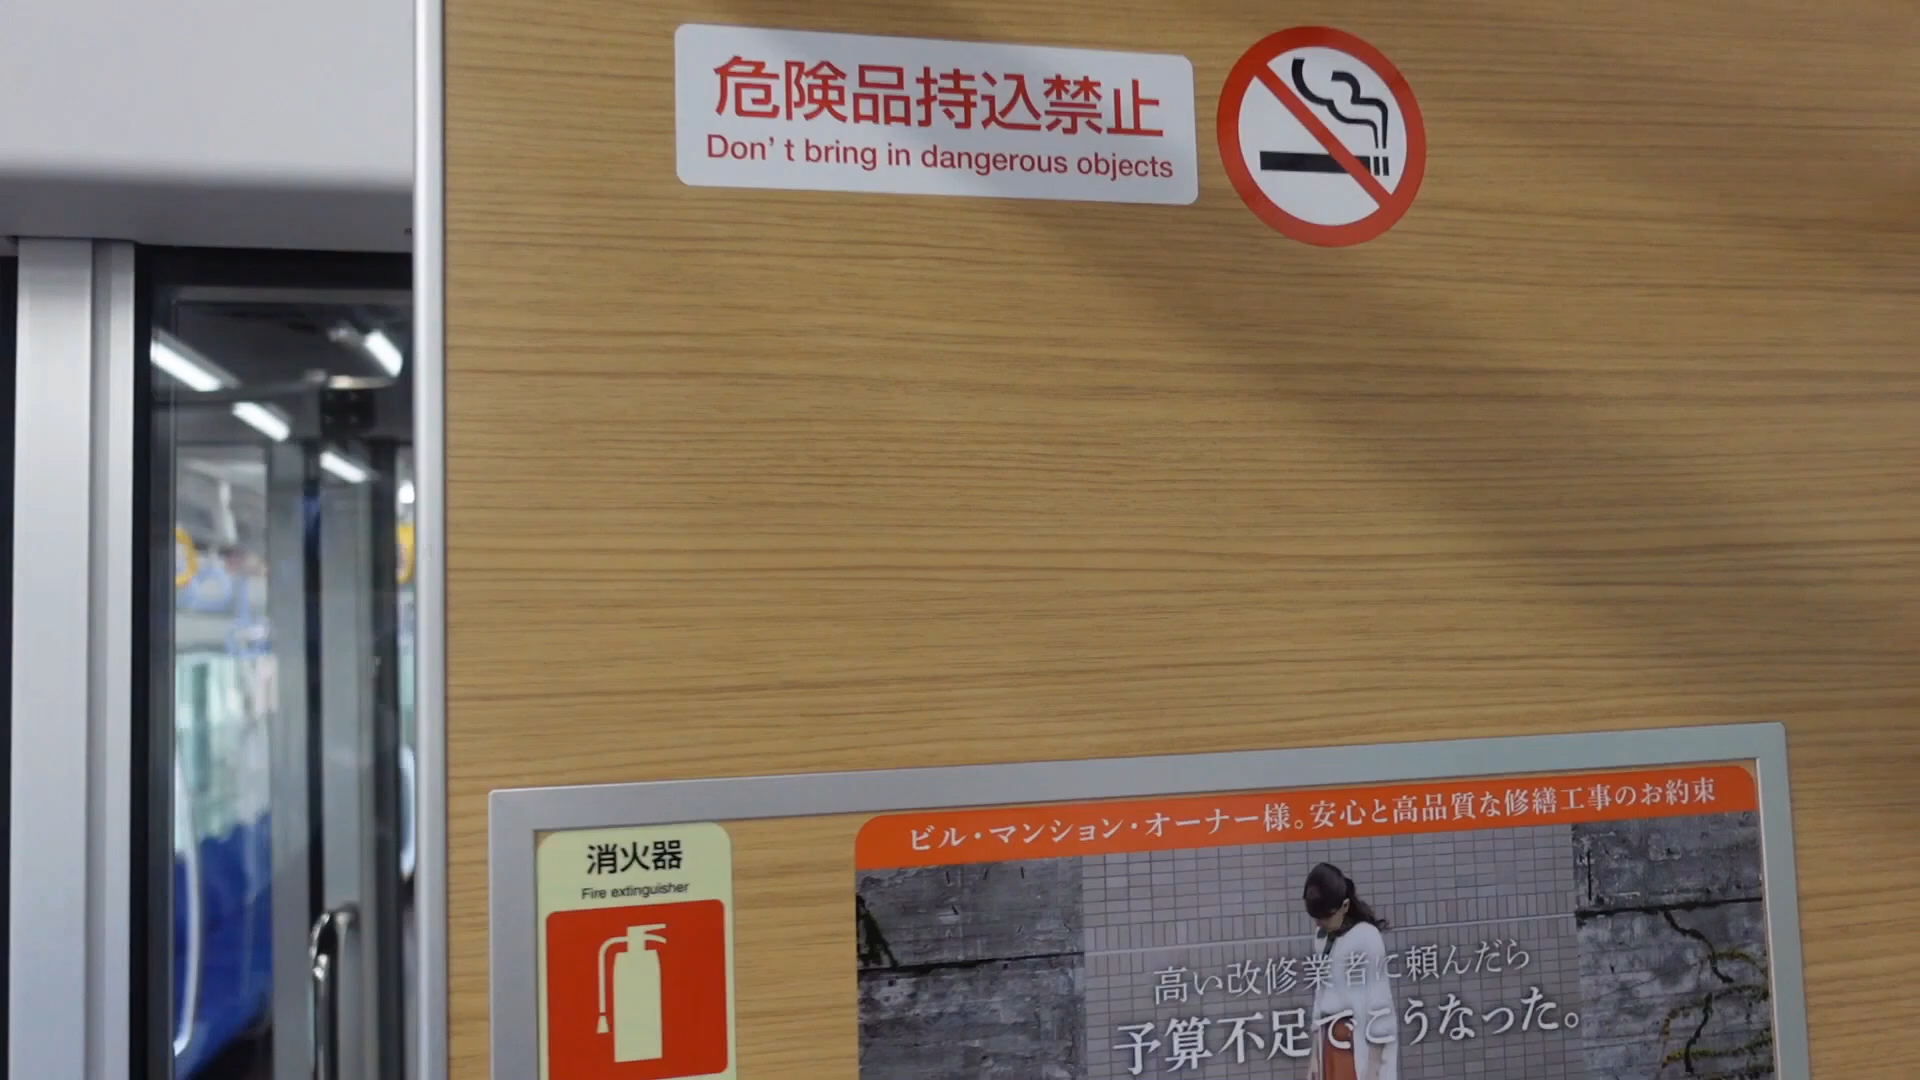 危険品持込禁止
Don't bring in dangerous objects
消火器
Fire extinguisher
ビル・マンション・オーナー様。安心と高品質な修繕工事のお約束
高い改修業者に頼んだら
予算不足でこうなった。